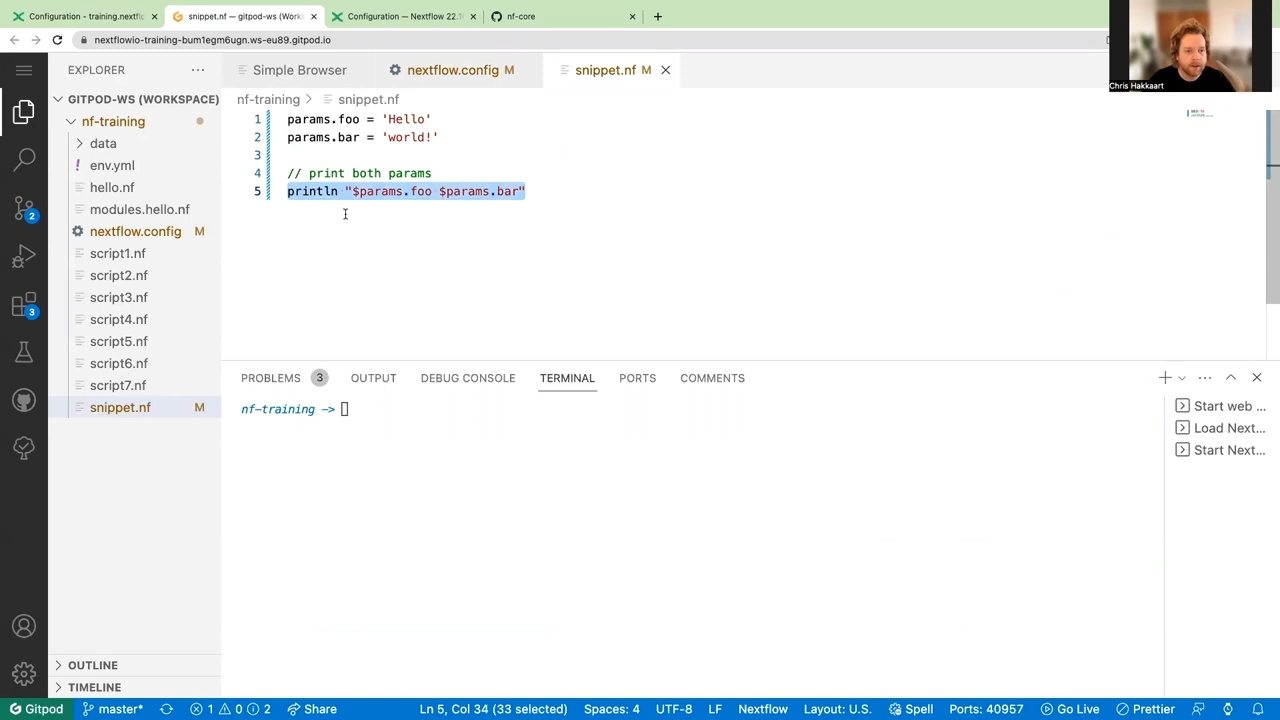 Configuration - training.nextfl
snippet.nf — gitpod-ws (Works
Configuration — Nextflow 22.1
nf-core
nextflowio-training-bum1egm6ugn.ws-eu89.gitpod.io
Chris Hakkaart
EXPLORER
Simple Browser
nextflow.config M
snippet.nf M
GITPOD-WS (WORKSPACE)
nf-training
data
env.yml
hello.nf
modules.hello.nf
nextflow.config M
script1.nf
script2.nf
script3.nf
script4.nf
script5.nf
script6.nf
script7.nf
snippet.nf M
OUTLINE
TIMELINE
2
3
nf-training > snippet.nf
1 params.foo = 'Hello'
2 params.bar = 'world!'
3
4 // print both params
5 println "$params.foo $params.bar"
PROBLEMS 3 OUTPUT DEBUG CONSOLE TERMINAL PORTS COMMENTS
nf-training ->
Start web ...
Load Next...
Start Next...
Gitpod master* 1 0 2 Share Ln 5, Col 34 (33 selected) Spaces: 4 UTF-8 LF Nextflow Layout: U.S. Spell Ports: 40957 Go Live Prettier